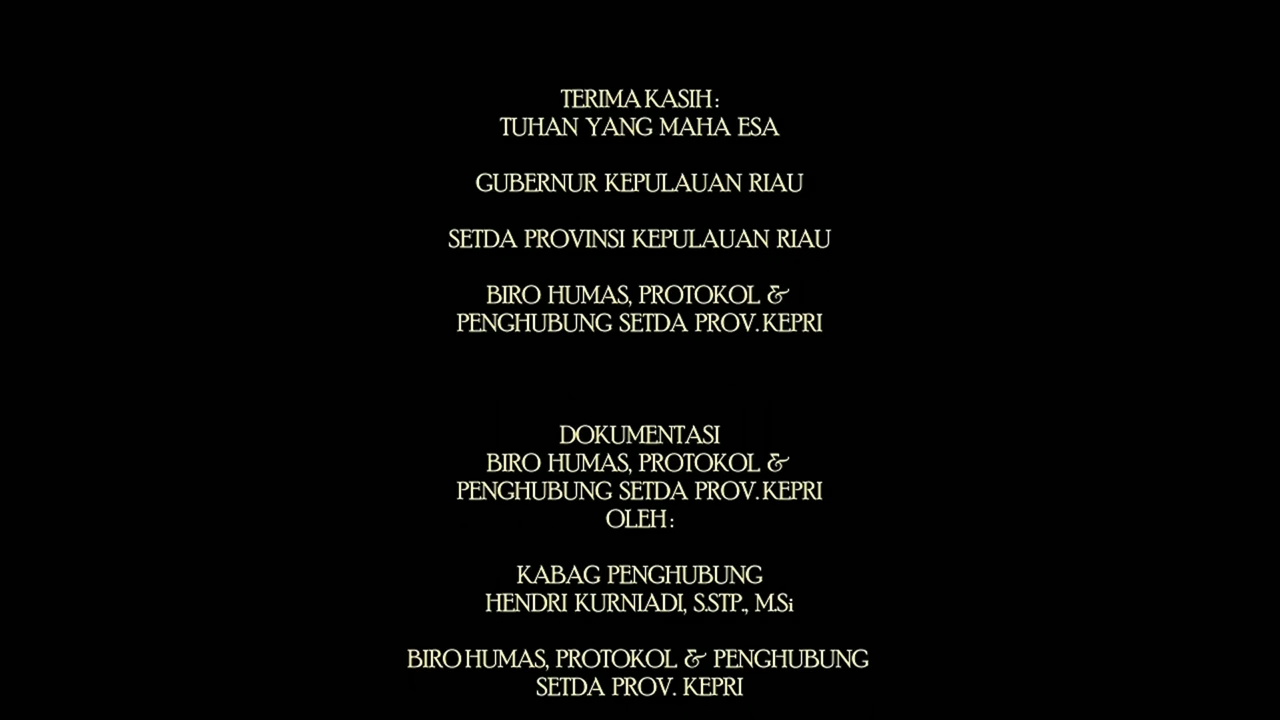 TERIMA KASIH :
TUHAN YANG MAHA ESA
GUBERNUR KEPULAUAN RIAU
SETDA PROVINSI KEPULAUAN RIAU
BIRO HUMAS, PROTOKOL &
PENGHUBUNG SETDA PROV. KEPRI
DOKUMENTASI
BIRO HUMAS, PROTOKOL &
PENGHUBUNG SETDA PROV. KEPRI
OLEH :
KABAG PENGHUBUNG
HENDRI KURNIADI, S.STP., M.Si
BIRO HUMAS, PROTOKOL & PENGHUBUNG
SETDA PROV. KEPRI